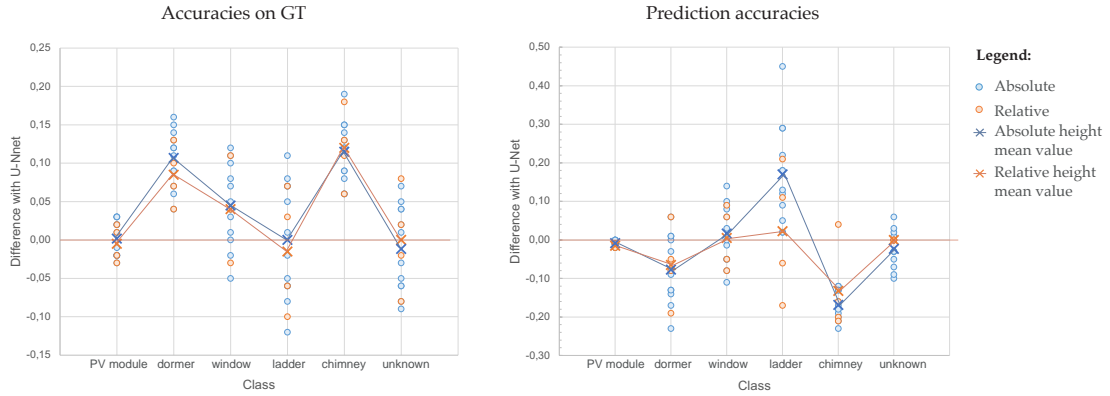 Accuracies on GT
0,25
0,20
0,15
0,10
0,05
0,00
-0,05
-0,10
-0,15
Difference with U-Nnet
PV module dormer window ladder chimney unknown
Class
Prediction accuracies
0,50
0,40
0,30
0,20
0,10
0,00
-0,10
-0,20
-0,30
Difference with U-Net
PV module dormer window ladder chimney unknown
Class
Legend:
Absolute
Relative
Absolute height
mean value
Relative height
mean value